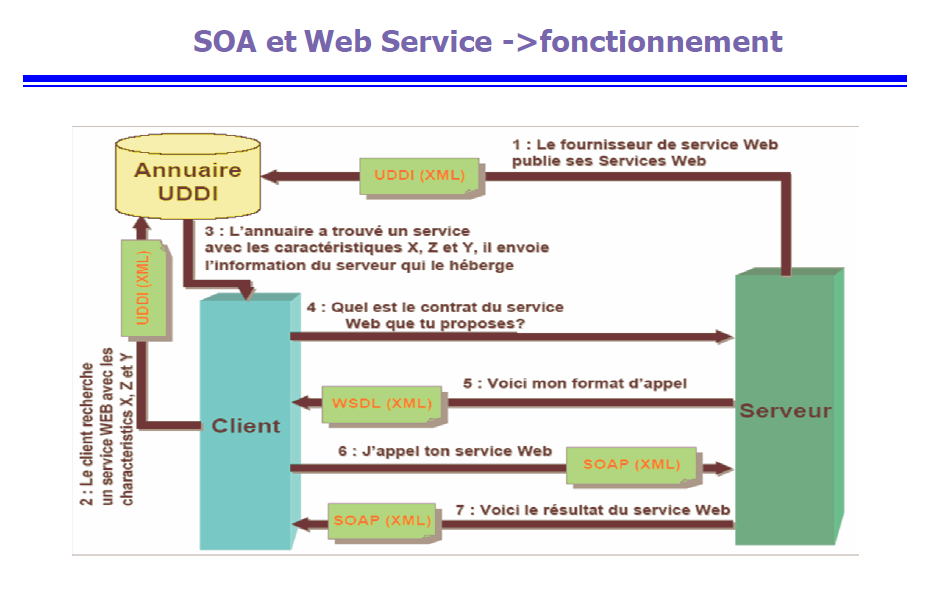 SOA et Web Service ->fonctionnement
1 : Le fournisseur de service Web
publie ses Services Web
Annuaire
UDDI
UDDI (XML)
3 : L'annuaire a trouvé un service
avec les caractéristiques X, Z et Y, il envoie
l'information du serveur qui le héberge
UDDI (XML)
4 : Quel est le contrat du service
Web que tu proposes?
2 : Le client recherche
un service WEB avec les
characteristics X, Z et Y
5 : Voici mon format d'appel
WSDL (XML)
Client
Serveur
6 : J'appel ton service Web
SOAP (XML)
7 : Voici le résultat du service Web
SOAP (XML)